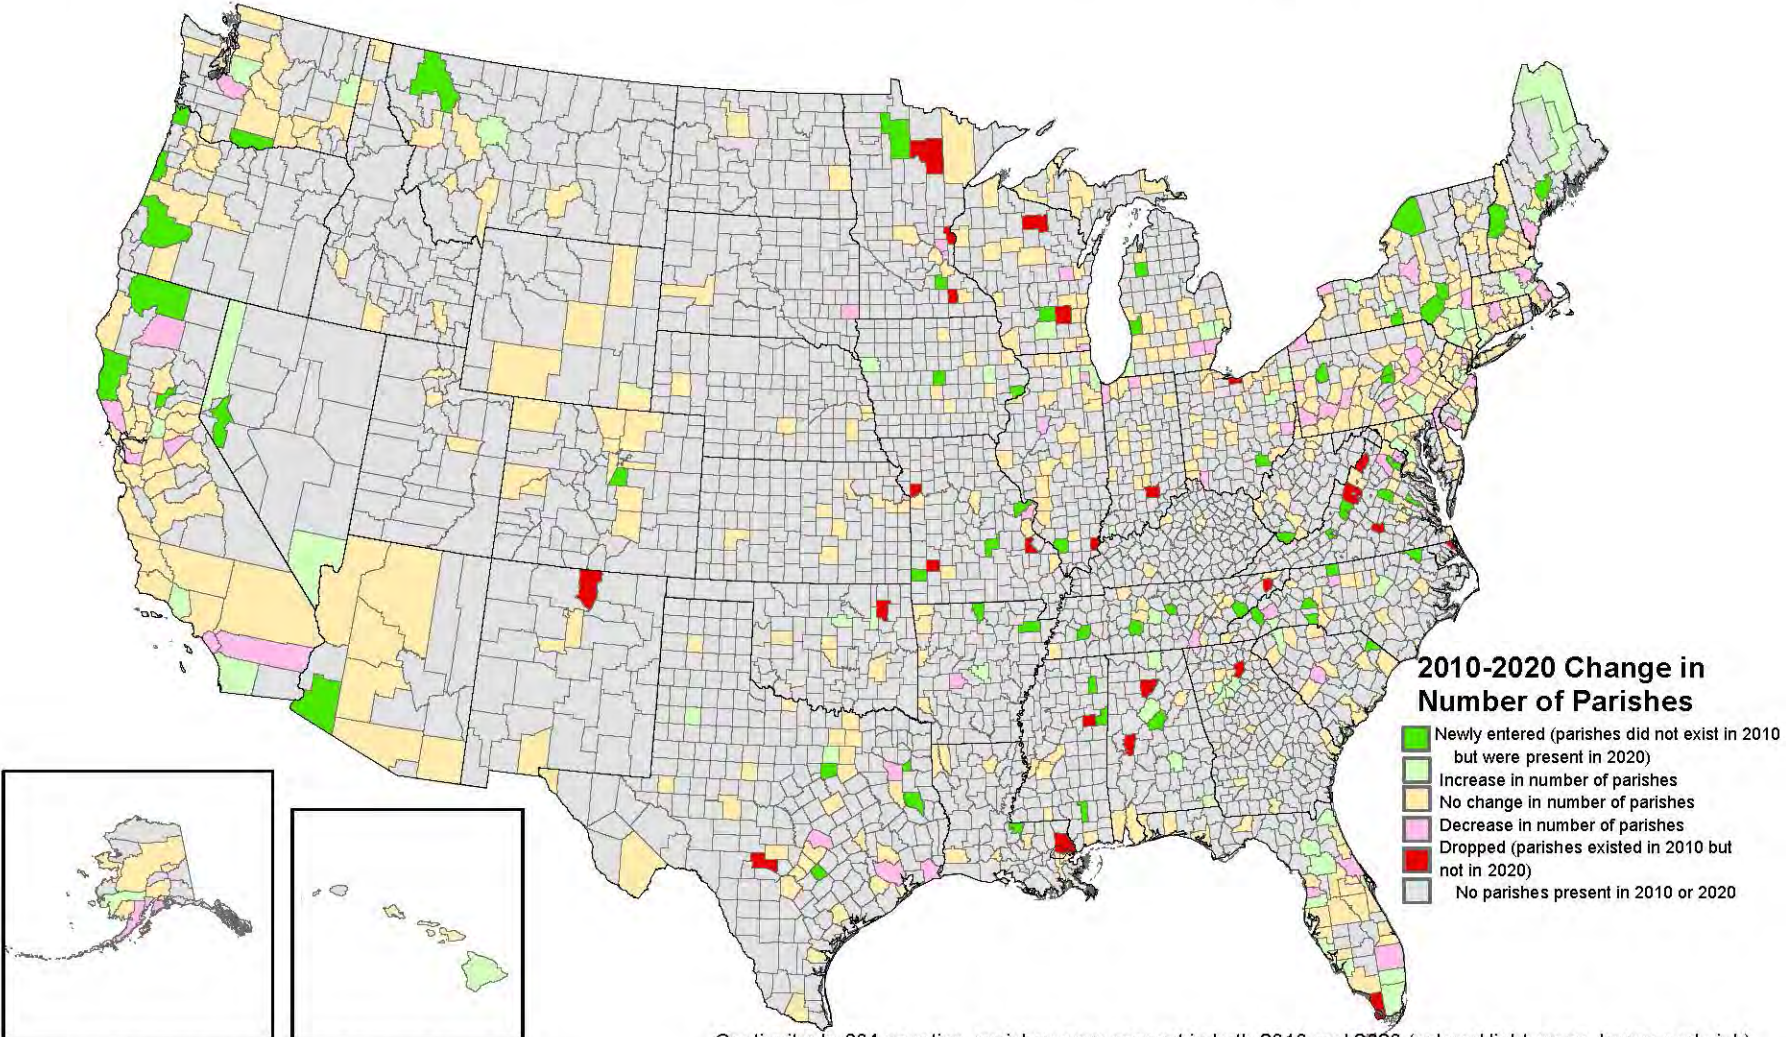 2010-2020 Change in
Number of Parishes
Newly entered (parishes did not exist in 2010
but were present in 2020)
Increase in number of parishes
No change in number of parishes
Decrease in number of parishes
Dropped (parishes existed in 2010 but
not in 2020)
No parishes present in 2010 or 2020